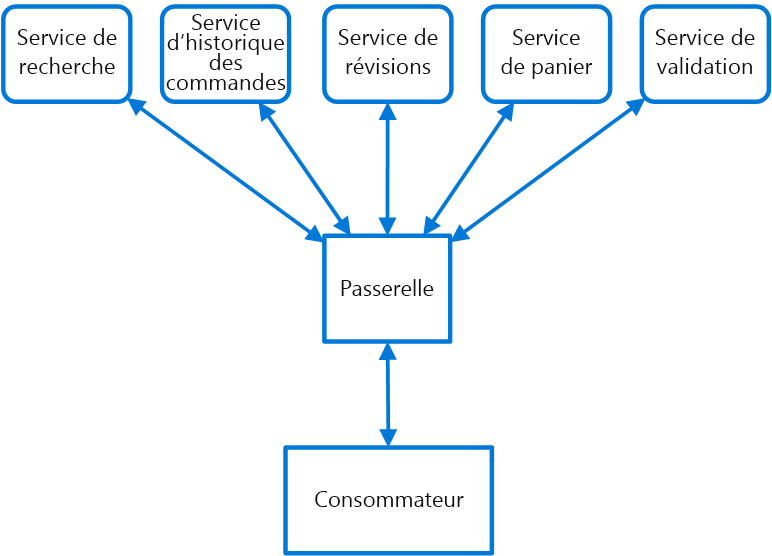 Service de
recherche
Service
d’historique
des
commandes
Service de
révisions
Service
de panier
Service de
validation
Passerelle
Consommateur